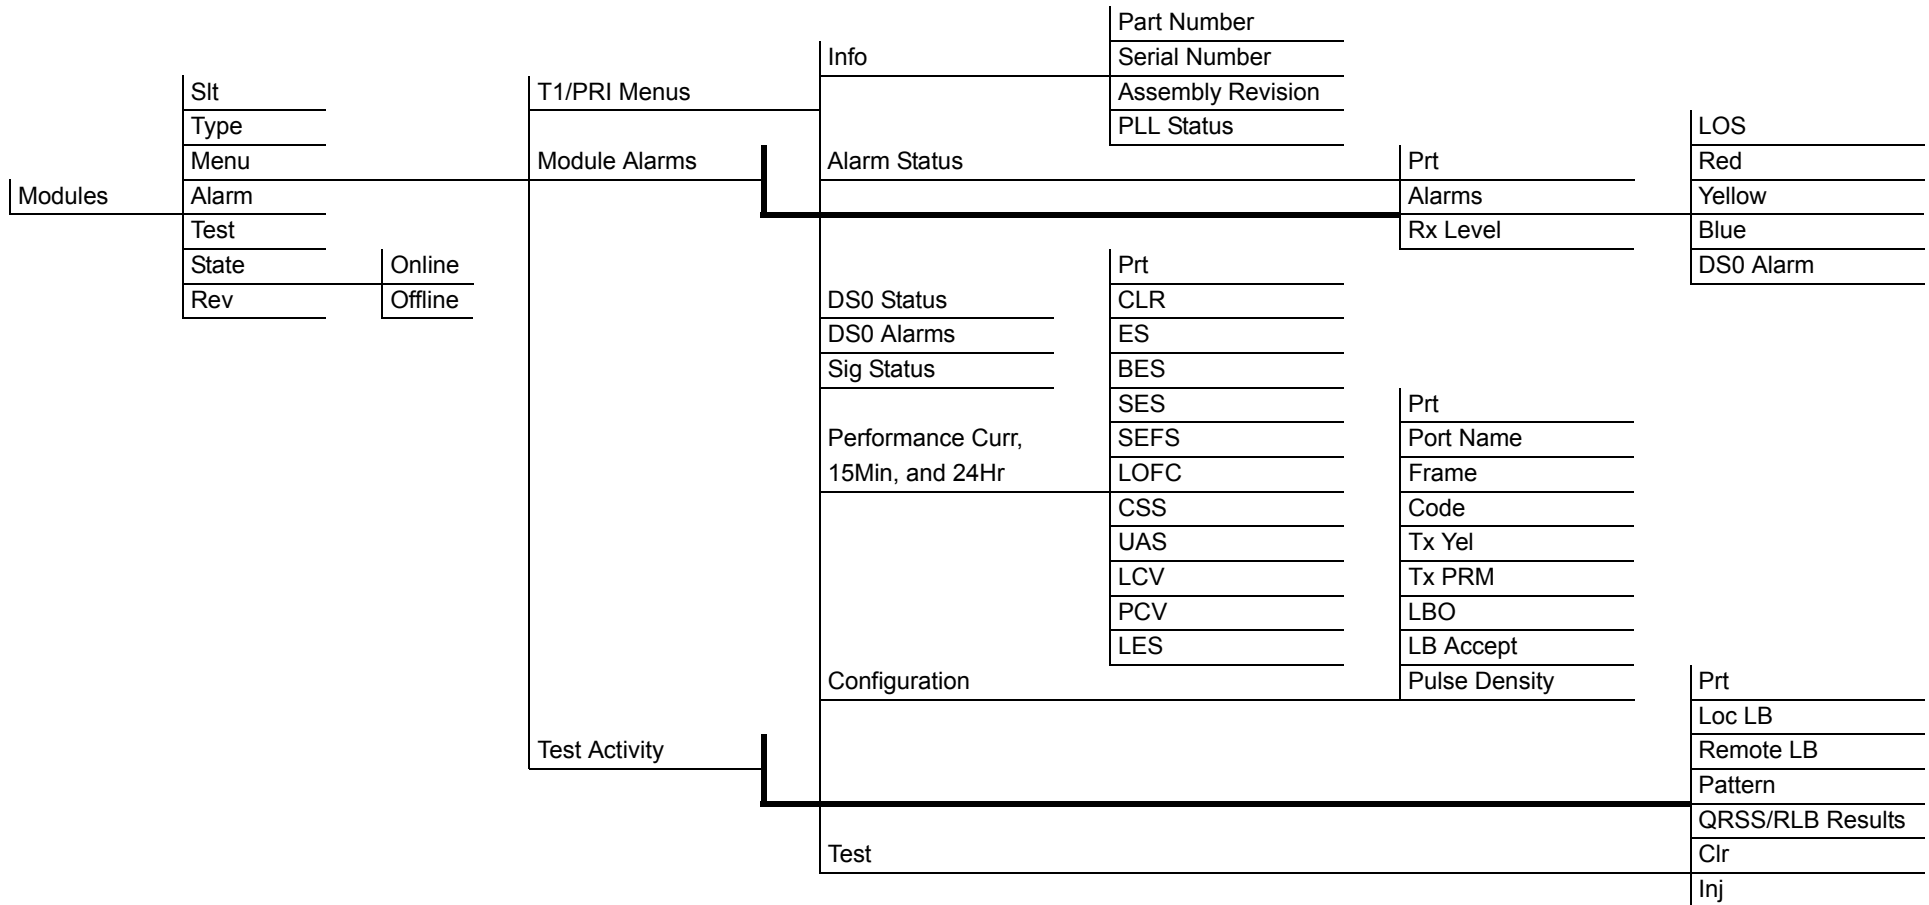 Modules
Slt
Type
Menu
Alarm
Test
State
Rev
Online
Offline
T1/PRI Menus
Module Alarms
Test Activity
Info
Alarm Status
DS0 Status
DS0 Alarms
Sig Status
Performance Curr,
15Min, and 24Hr
Configuration
Test
Part Number
Serial Number
Assembly Revision
PLL Status
Prt
CLR
ES
BES
SES
SEFS
LOFC
CSS
UAS
LCV
PCV
LES
Prt
Alarms
Rx Level
Prt
Port Name
Frame
Code
Tx Yel
Tx PRM
LBO
LB Accept
Pulse Density
LOS
Red
Yellow
Blue
DS0 Alarm
Prt
Loc LB
Remote LB
Pattern
QRSS/RLB Results
Clr
Inj